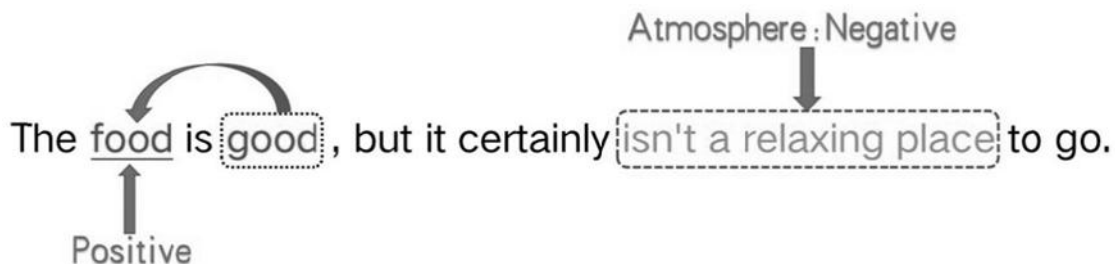 Atmosphere : Negative
The food is good , but it certainly isn't a relaxing place to go.
Positive